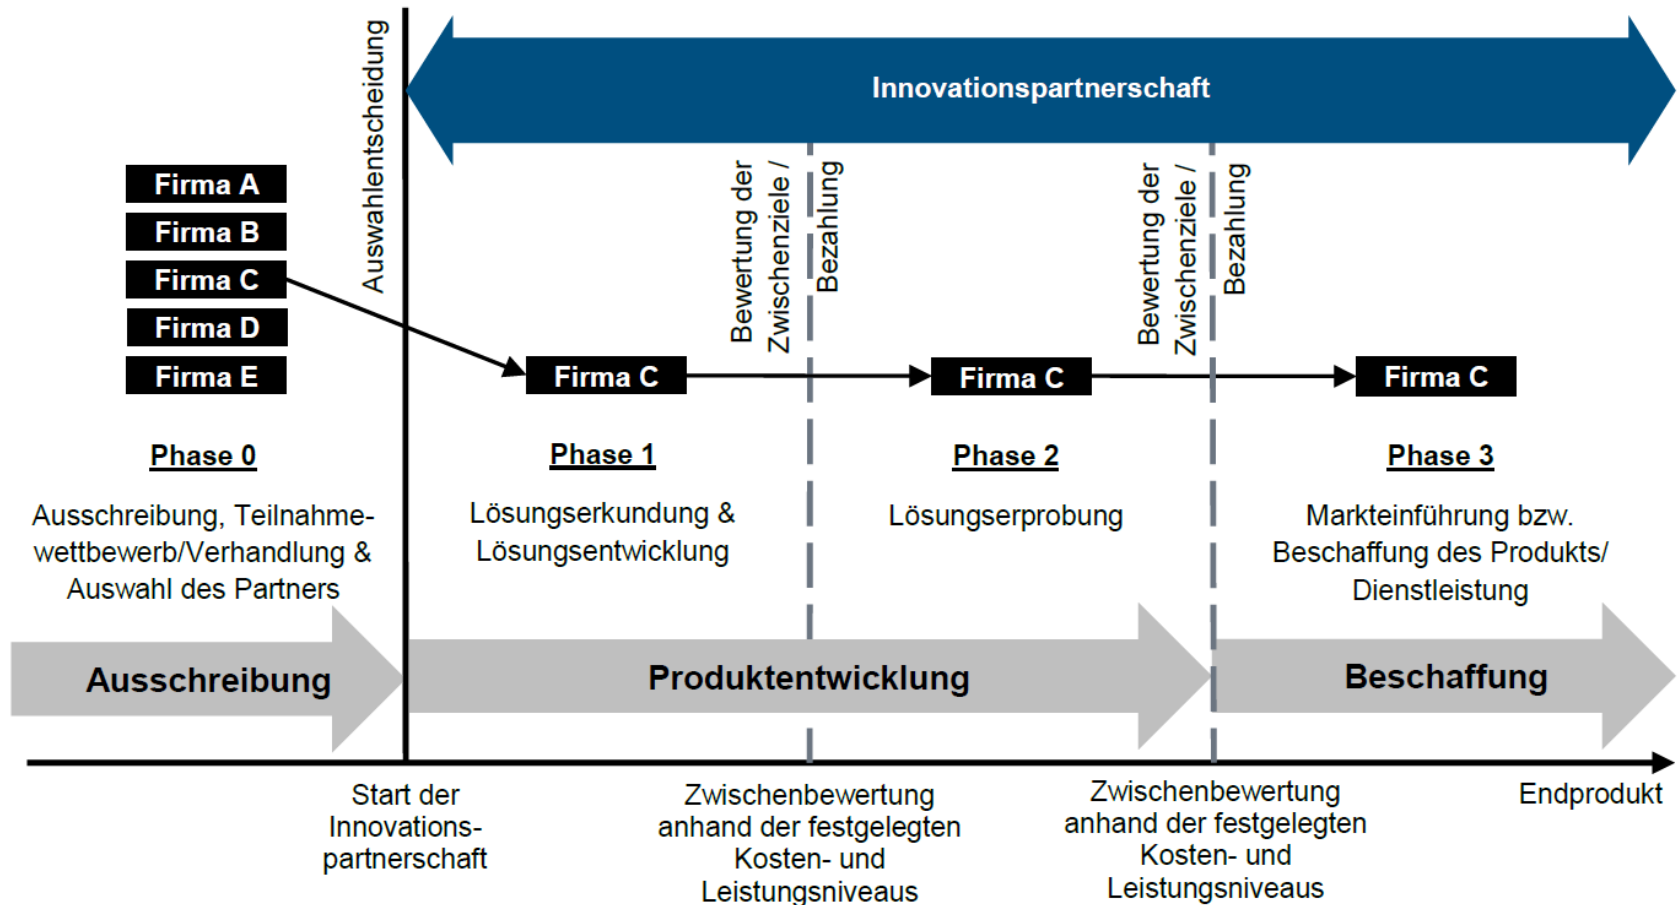 Innovationspartnerschaft
Auswahlentscheidung
Firma A
Firma B
Firma C
Firma D
Firma E
Bewertung der
Zwischenziele /
Bezahlung
Bewertung der
Zwischenziele /
Bezahlung
Firma C
Firma C
Firma C
Phase 0
Ausschreibung, Teilnahme-
wettbewerb/Verhandlung &
Auswahl des Partners
Phase 1
Lösungserkundung &
Lösungsentwicklung
Phase 2
Lösungserprobung
Phase 3
Markteinführung bzw.
Beschaffung des Produkts/
Dienstleistung
Ausschreibung
Produktentwicklung
Beschaffung
Start der
Innovations-
partnerschaft
Zwischenbewertung
anhand der festgelegten
Kosten- und
Leistungsniveaus
Zwischenbewertung
anhand der festgelegten
Kosten- und
Leistungsniveaus
Endprodukt